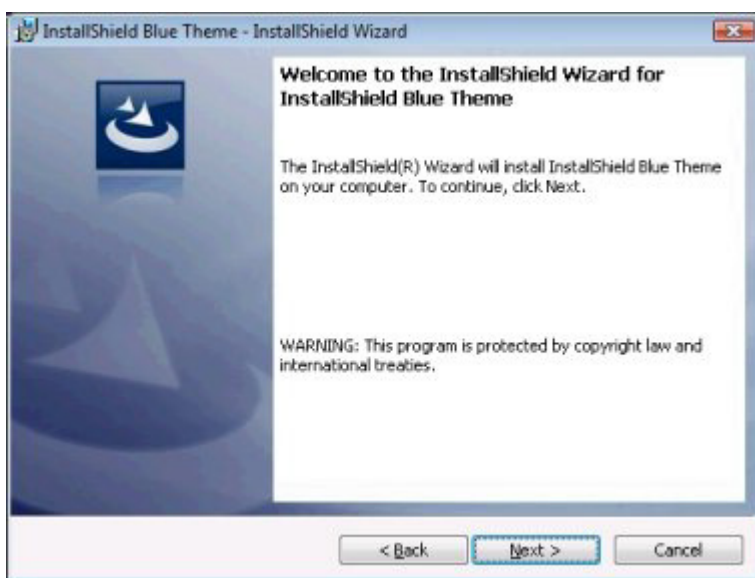 InstallShield Blue Theme - InstallShield Wizard
Welcome to the InstallShield Wizard for
InstallShield Blue Theme
The InstallShield(R) Wizard will install InstallShield Blue Theme
on your computer. To continue, click Next.
WARNING: This program is protected by copyright law and
international treaties.
< Back
Next >
Cancel